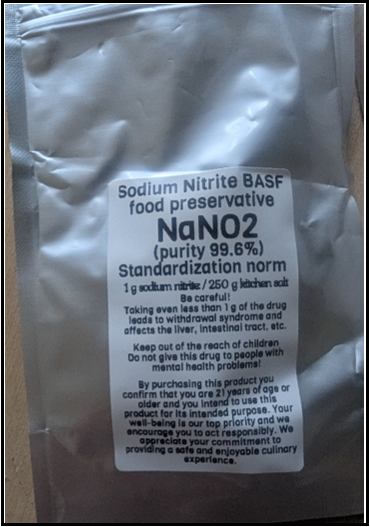 Sodium Nitrite BASF
food preservative
NaNO2
(purity 99.6%)
Standardization norm
1 g sodium nitrite / 250 g kitchen salt
Be careful!
Taking even less than 1 g of the drug
leads to withdrawal syndrome and
affects the liver, intestinal tract, etc.
Keep out of the reach of children
Do not give this drug to people with
mental health problems!
By purchasing this product you
confirm that you are 21 years of age or
older and you intend to use this
product for its intended purpose. Your
well-being is our top priority and we
encourage you to act responsibly. We
appreciate your commitment to
providing a safe and enjoyable culinary
experience.